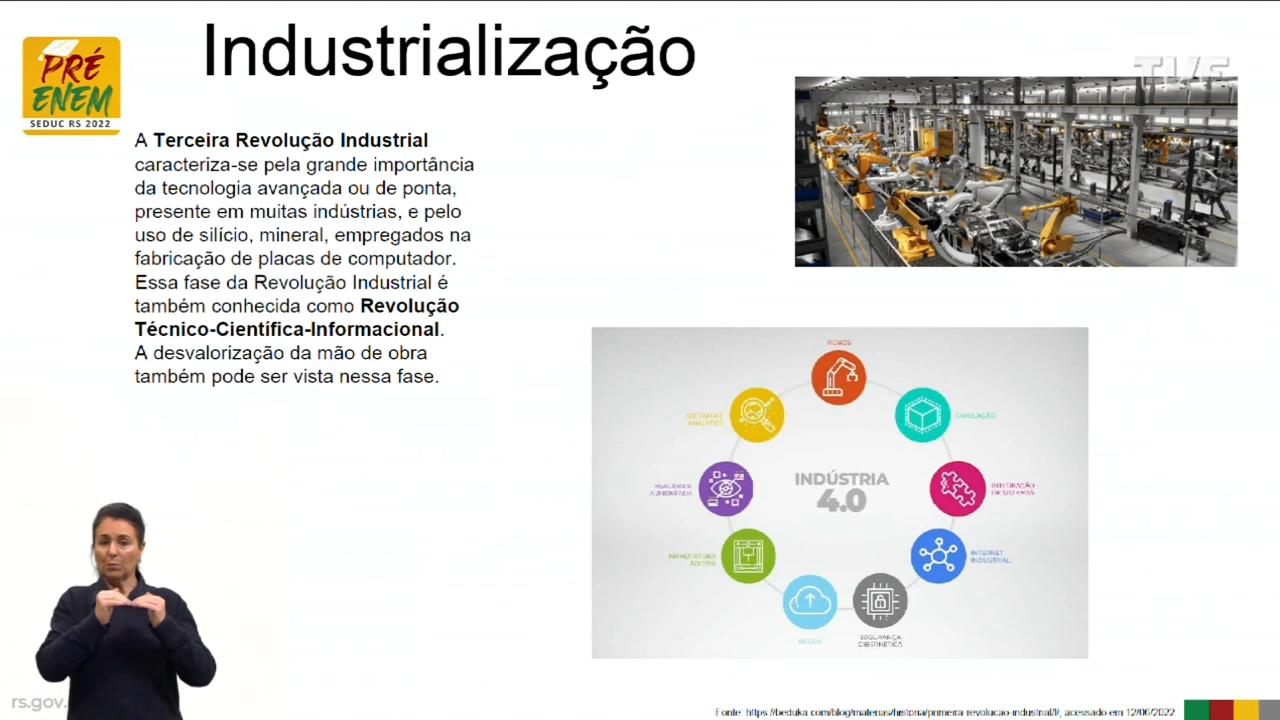 Industrialização
PRÉ
ENEM
SEDUC RS 2022
TVE
A Terceira Revolução Industrial
caracteriza-se pela grande importância
da tecnologia avançada ou de ponta,
presente em muitas indústrias, e pelo
uso de silício, mineral, empregados na
fabricação de placas de computador.
Essa fase da Revolução Industrial é
também conhecida como Revolução
Técnico-Científica-Informacional.
A desvalorização da mão de obra
também pode ser vista nessa fase.
ROBÔS
BIG DATA E
ANALYTICS
SIMULAÇÃO
REALIDADE
AUMENTADA
INDÚSTRIA
4.0
INTEGRAÇÃO
DE SISTEMAS
MANUFATURA
ADITIVA
INTERNET
INDUSTRIAL
NUVEM
SEGURANÇA
CIBERNÉTICA
rs.gov.
Fonte: https://beduka.com/blog/materias/historia/primeira-revolucao-industrial/l/, acessado em 12/06/2022